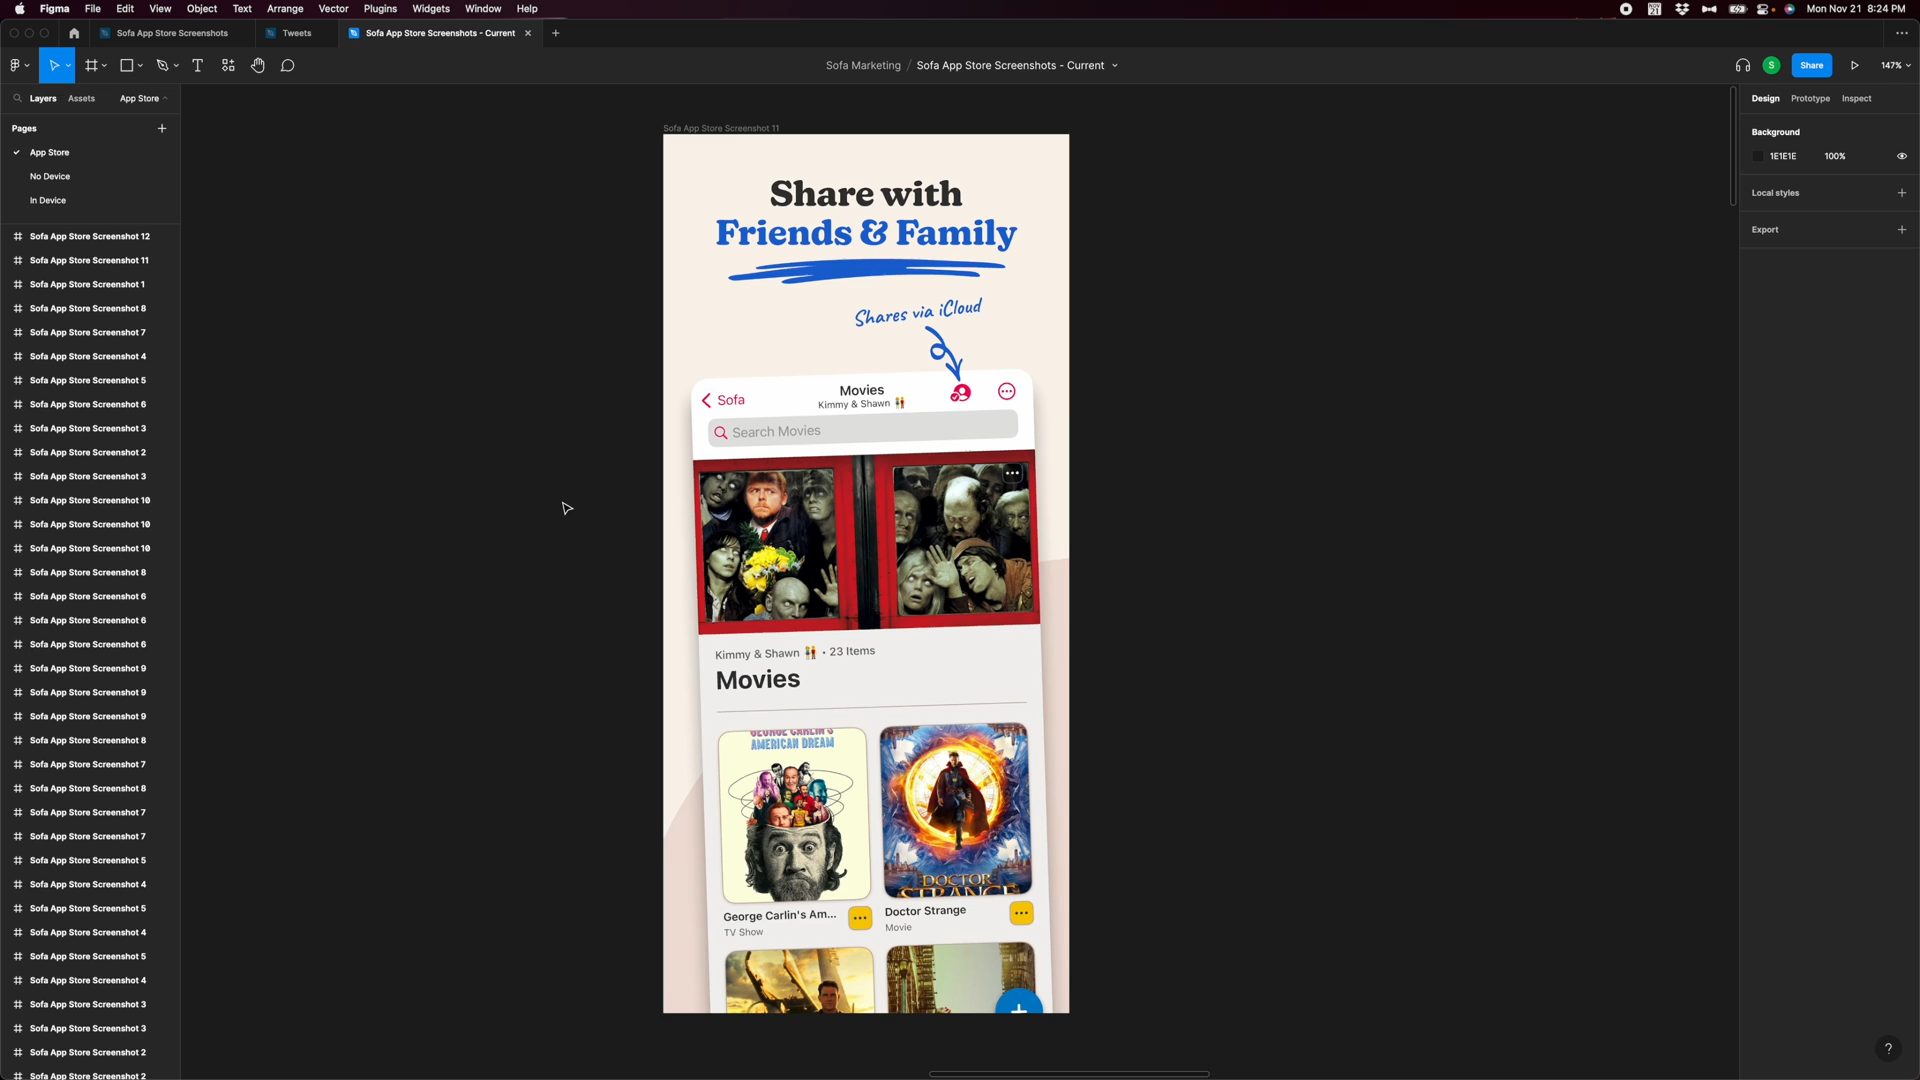 Figma File Edit View Object Text Arrange Vector Plugins Widgets Window Help
NOV 21 Mon Nov 21 8:24 PM
Sofa App Store Screenshots Tweets Sofa App Store Screenshots - Current
Sofa Marketing / Sofa App Store Screenshots - Current
S Share 147%
Layers Assets App Store
Design Prototype Inspect
Pages
App Store
No Device
In Device
Sofa App Store Screenshot 12
Sofa App Store Screenshot 11
Sofa App Store Screenshot 1
Sofa App Store Screenshot 8
Sofa App Store Screenshot 7
Sofa App Store Screenshot 4
Sofa App Store Screenshot 5
Sofa App Store Screenshot 6
Sofa App Store Screenshot 3
Sofa App Store Screenshot 2
Sofa App Store Screenshot 3
Sofa App Store Screenshot 10
Sofa App Store Screenshot 10
Sofa App Store Screenshot 10
Sofa App Store Screenshot 8
Sofa App Store Screenshot 6
Sofa App Store Screenshot 6
Sofa App Store Screenshot 6
Sofa App Store Screenshot 9
Sofa App Store Screenshot 9
Sofa App Store Screenshot 9
Sofa App Store Screenshot 8
Sofa App Store Screenshot 7
Sofa App Store Screenshot 8
Sofa App Store Screenshot 7
Sofa App Store Screenshot 7
Sofa App Store Screenshot 5
Sofa App Store Screenshot 4
Sofa App Store Screenshot 5
Sofa App Store Screenshot 4
Sofa App Store Screenshot 5
Sofa App Store Screenshot 4
Sofa App Store Screenshot 3
Sofa App Store Screenshot 3
Sofa App Store Screenshot 2
Sofa App Store Screenshot 2
Sofa App Store Screenshot 11
Share with
Friends & Family
Shares via iCloud
Sofa
Movies
Kimmy & Shawn
Search Movies
Kimmy & Shawn • 23 Items
Movies
GEORGE CARLIN'S
AMERICAN DREAM
DOCTOR
STRANGE
George Carlin's Am...
TV Show
Doctor Strange
Movie
Background
1E1E1E 100%
Local styles
Export
?